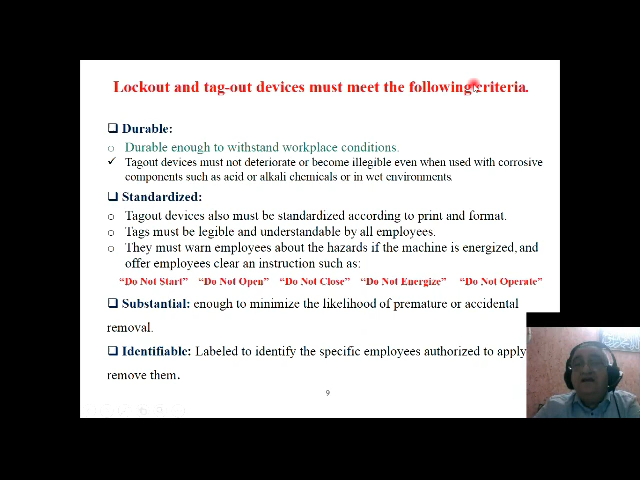 Lockout and tag-out devices must meet the following criteria.
❑ Durable:
o Durable enough to withstand workplace conditions.
✓ Tagout devices must not deteriorate or become illegible even when used with corrosive
components such as acid or alkali chemicals or in wet environments.
❑ Standardized:
o Tagout devices also must be standardized according to print and format.
o Tags must be legible and understandable by all employees.
o They must warn employees about the hazards if the machine is energized, and
offer employees clear an instruction such as:
“Do Not Start” “Do Not Open” “Do Not Close” “Do Not Energize” “Do Not Operate”
❑ Substantial: enough to minimize the likelihood of premature or accidental
removal.
❑ Identifiable: Labeled to identify the specific employees authorized to apply
remove them.
9